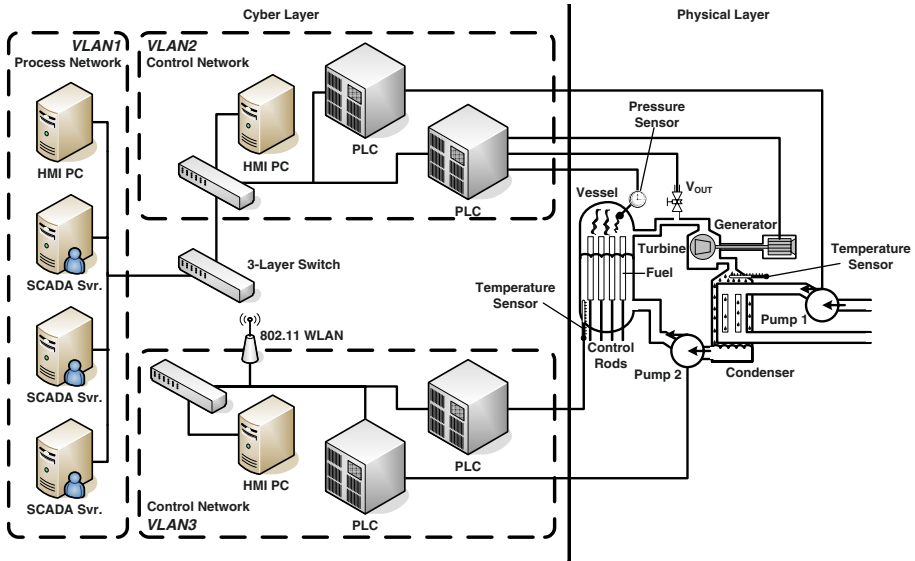 Cyber Layer
Physical Layer
VLAN1
Process Network
HMI PC
SCADA Svr.
SCADA Svr.
SCADA Svr.
VLAN2
Control Network
HMI PC
PLC
PLC
3-Layer Switch
802.11 WLAN
HMI PC
PLC
PLC
Control Network
VLAN3
Pressure
Sensor
Vessel
VOUT
Generator
Turbine
Fuel
Temperature
Sensor
Temperature
Sensor
Control
Rods
Pump 1
Pump 2
Condenser